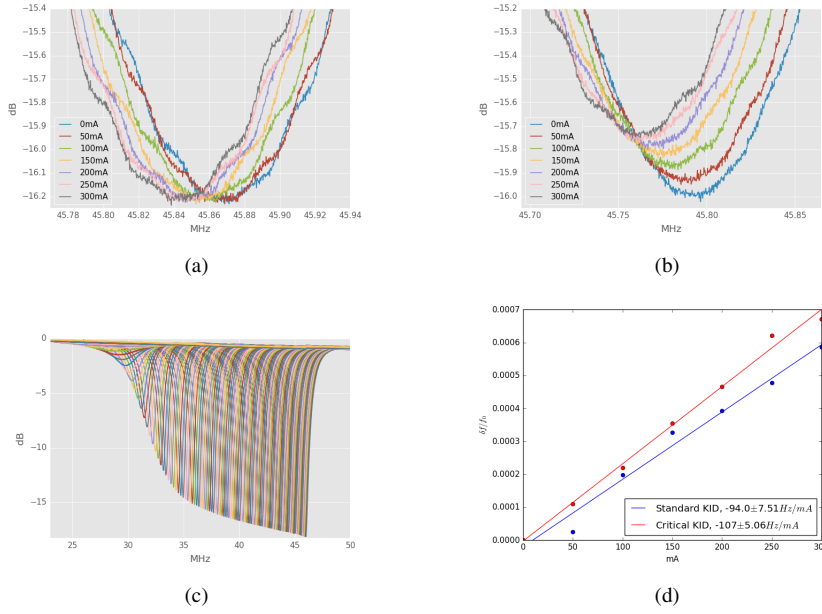 −15.4
−15.5
−15.6
−15.7
−15.8
−15.9
−16.0
−16.1
−16.2
dB
0mA
50mA
100mA
150mA
200mA
250mA
300mA
45.78 45.80 45.82 45.84 45.86 45.88 45.90 45.92 45.94
MHz
(a)
−15.2
−15.3
−15.4
−15.5
−15.6
−15.7
−15.8
−15.9
−16.0
dB
0mA
50mA
100mA
150mA
200mA
250mA
300mA
45.70 45.75 45.80 45.85
MHz
(b)
0
−5
−10
−15
dB
25 30 35 40 45 50
MHz
(c)
0.0007
0.0006
0.0005
0.0004
0.0003
0.0002
0.0001
0.0000
δf/f₀
Standard KID, -94.0±7.51Hz/mA
Critical KID, -107±5.06Hz/mA
0 50 100 150 200 250 300
mA
(d)